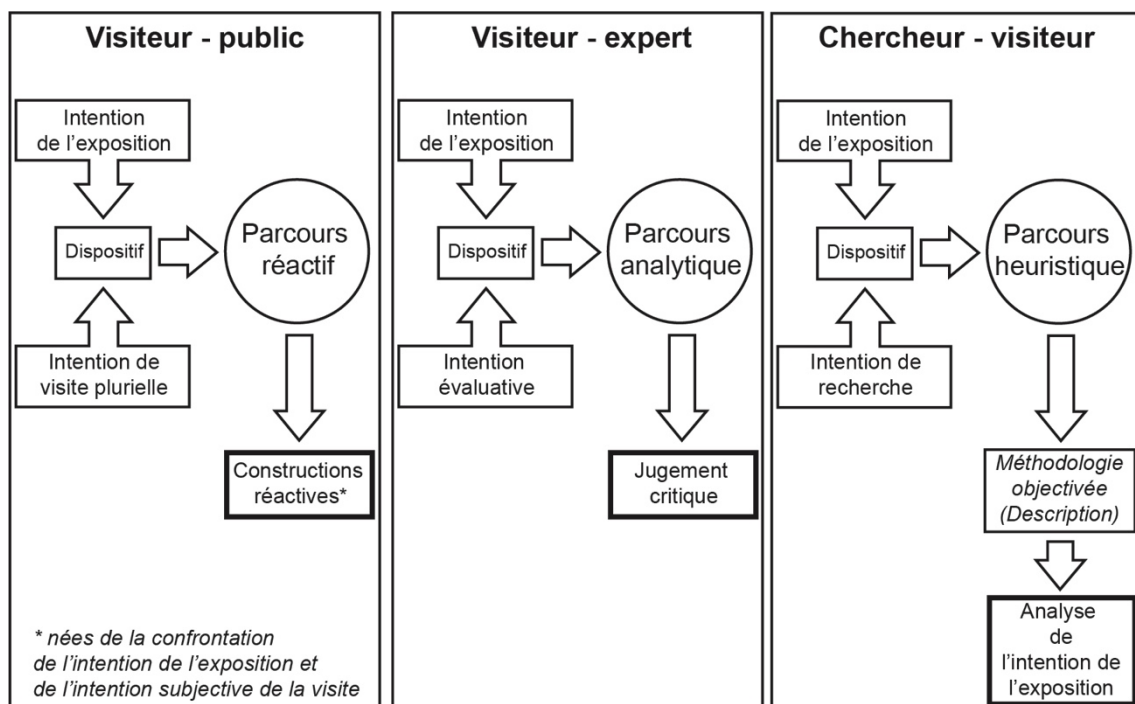 Visiteur - public
Intention
de l'exposition
Dispositif
Parcours
réactif
Intention de
visite plurielle
Constructions
réactives*
* nées de la confrontation
de l'intention de l'exposition et
de l'intention subjective de la visite
Visiteur - expert
Intention
de l'exposition
Dispositif
Parcours
analytique
Intention
évaluative
Jugement
critique
Chercheur - visiteur
Intention
de l'exposition
Dispositif
Parcours
heuristique
Intention de
recherche
Méthodologie
objectivée
(Description)
Analyse
de
l'intention de
l'exposition